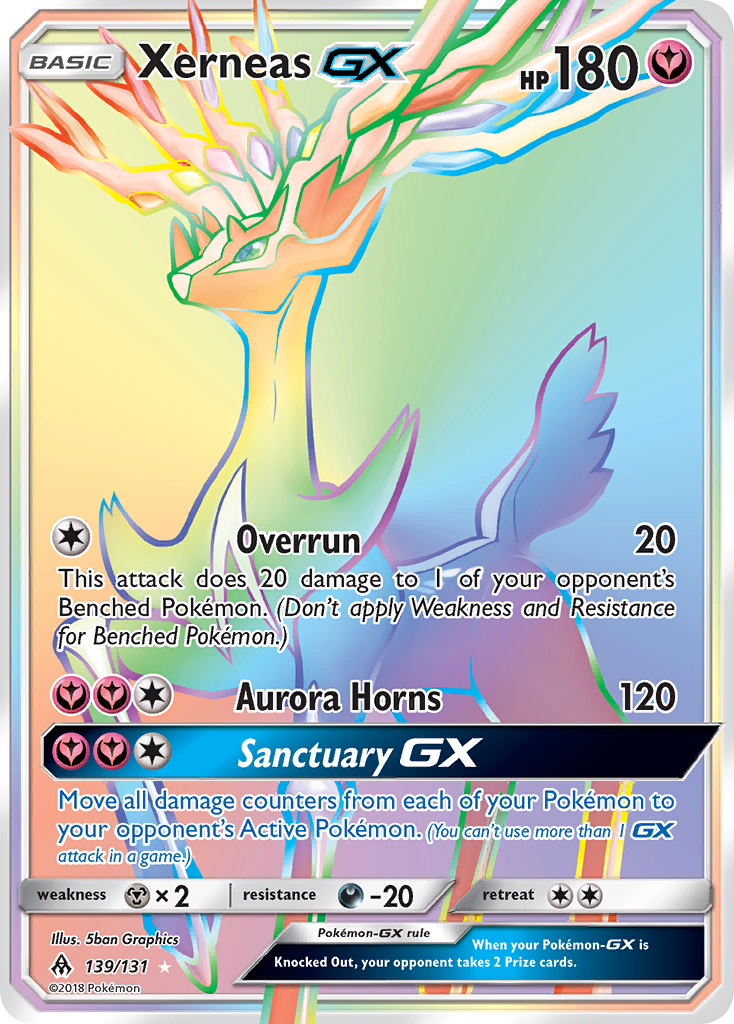 BASIC Xerneas GX HP 180
Overrun 20
This attack does 20 damage to 1 of your opponent's
Benched Pokémon. (Don't apply Weakness and Resistance
for Benched Pokémon.)
Aurora Horns 120
Sanctuary GX
Move all damage counters from each of your Pokémon to
your opponent's Active Pokémon. (You can't use more than 1 GX
attack in a game.)
weakness ×2 resistance -20 retreat
Illus. 5ban Graphics
Pokémon-GX rule
When your Pokémon-GX is
Knocked Out, your opponent takes 2 Prize cards.
139/131
©2018 Pokémon